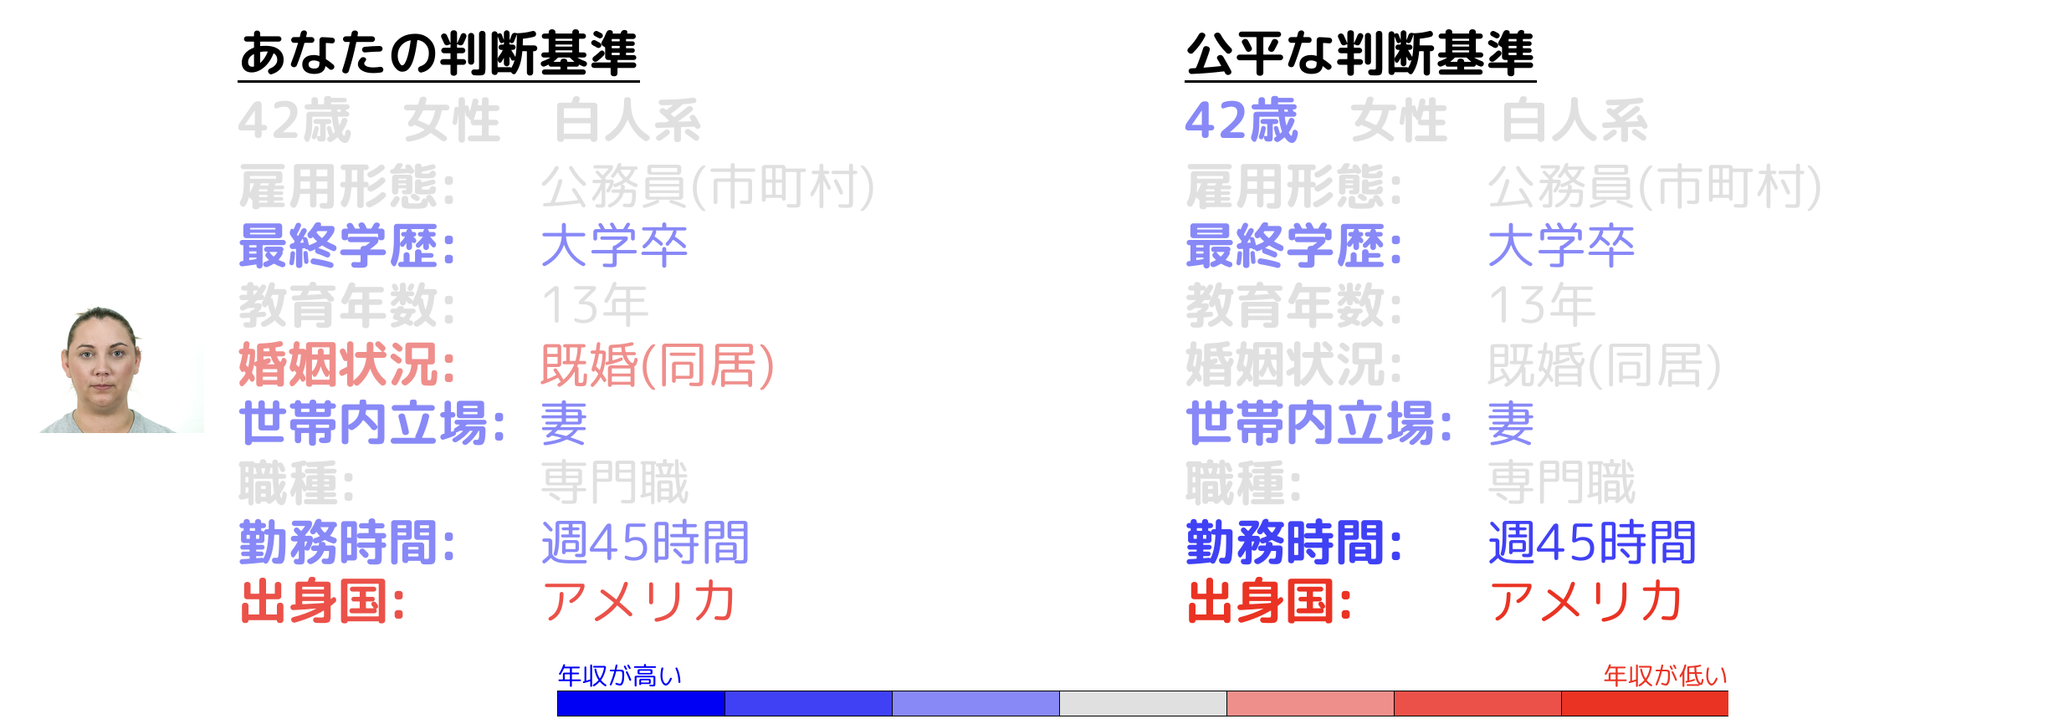 あなたの判断基準
42歳 女性 白人系
雇用形態: 公務員(市町村)
最終学歴: 大学卒
教育年数: 13年
婚姻状況: 既婚(同居)
世帯内立場: 妻
職種: 専門職
勤務時間: 週45時間
出身国: アメリカ
公平な判断基準
42歳 女性 白人系
雇用形態: 公務員(市町村)
最終学歴: 大学卒
教育年数: 13年
婚姻状況: 既婚(同居)
世帯内立場: 妻
職種: 専門職
勤務時間: 週45時間
出身国: アメリカ
年収が高い
年収が低い